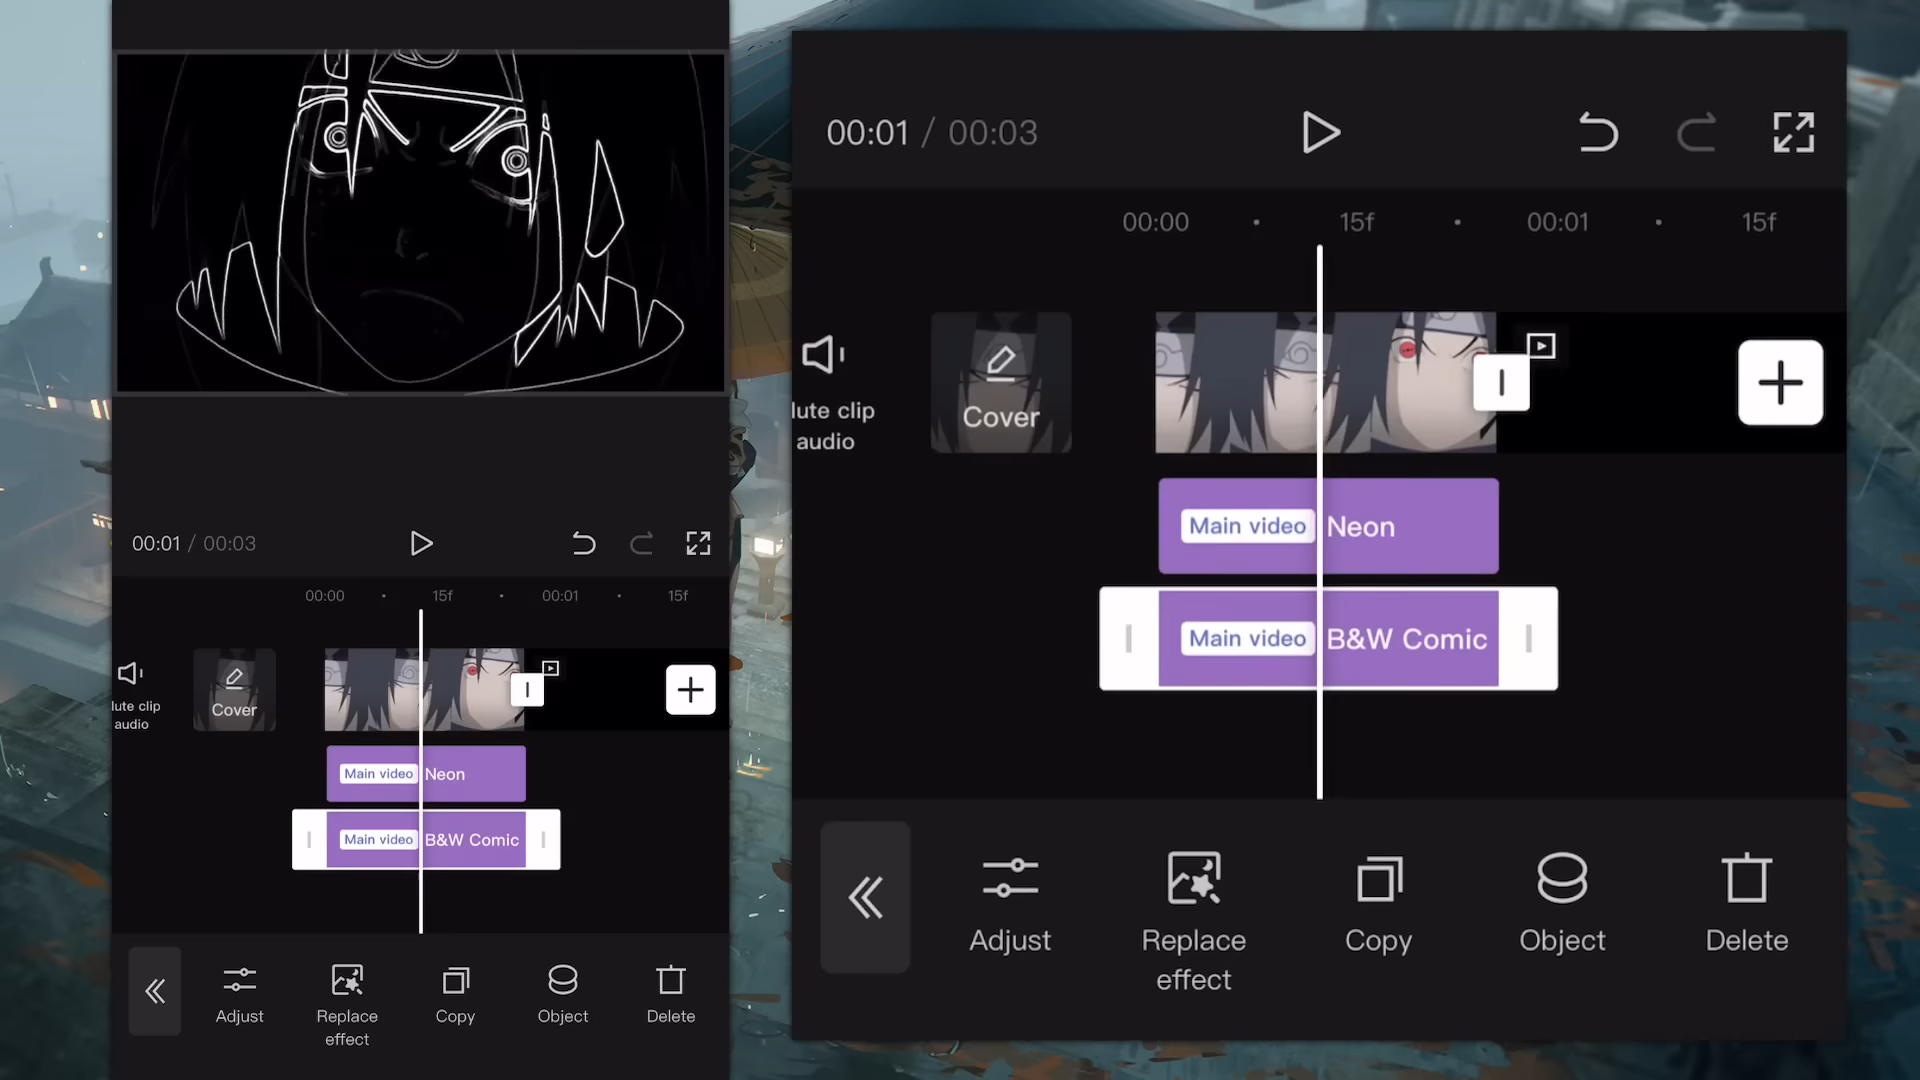 00:01 / 00:03
00:00 15f 00:01 15f
lute clip
audio
Cover
Main video Neon
Main video B&W Comic
Adjust
Replace
effect
Copy
Object
Delete
00:01 / 00:03
00:00 15f 00:01 15f
lute clip
audio
Cover
Main video Neon
Main video B&W Comic
Adjust
Replace
effect
Copy
Object
Delete